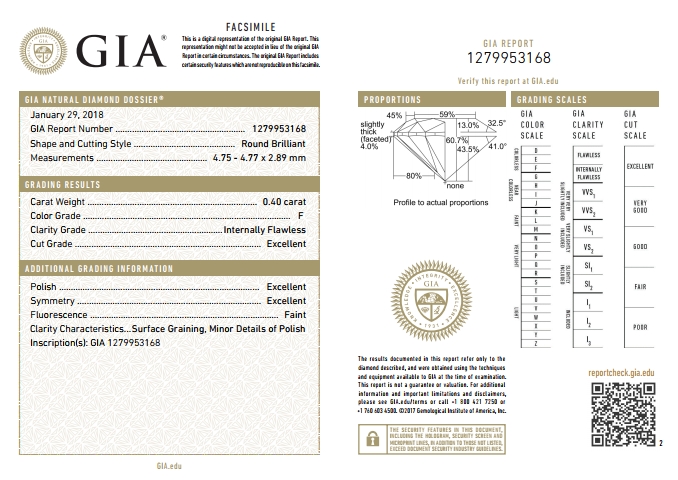 FACSIMILE
This is a digital representation of the original GIA Report. This
representation might not be accepted in lieu of the original GIA
Report in certain circumstances. The original GIA Report includes
certain security features which are not reproducible on this facsimile.
GIA®
GIA NATURAL DIAMOND DOSSIER®
January 29, 2018
GIA Report Number 1279953168
Shape and Cutting Style Round Brilliant
Measurements 4.75 - 4.77 x 2.89 mm
GRADING RESULTS
Carat Weight 0.40 carat
Color Grade F
Clarity Grade Internally Flawless
Cut Grade Excellent
ADDITIONAL GRADING INFORMATION
Polish Excellent
Symmetry Excellent
Fluorescence Faint
Clarity Characteristics...Surface Graining, Minor Details of Polish
Inscription(s): GIA 1279953168
GIA.edu
GIA REPORT
1279953168
Verify this report at GIA.edu
PROPORTIONS
45%
59%
slightly
thick
(faceted)
4.0%
13.0%
32.5°
60.7%
43.5%
41.0°
80%
none
Profile to actual proportions
GIA
The results documented in this report refer only to the
diamond described, and were obtained using the techniques
and equipment available to GIA at the time of examination.
This report is not a guarantee or valuation. For additional
information and important limitations and disclaimers,
please see GIA.edu/terms or call +1 800 421 7250 or
+1 760 603 4500. ©2017 Gemological Institute of America, Inc.
THE SECURITY FEATURES IN THIS DOCUMENT,
INCLUDING THE HOLOGRAM, SECURITY SCREEN AND
MICROPRINT LINES, IN ADDITION TO THOSE NOT LISTED,
EXCEED DOCUMENT SECURITY INDUSTRY GUIDELINES.
GRADING SCALES
GIA
COLOR
SCALE
COLORLESS
D
E
F
NEAR COLORLESS
G
H
I
J
FAINT
K
L
M
VERY LIGHT
N
O
P
Q
R
LIGHT
S
T
U
V
W
X
Y
Z
GIA
CLARITY
SCALE
FLAWLESS
INTERNALLY
FLAWLESS
VERY VERY
SLIGHTLY INCLUDED
VVS₁
VVS₂
VERY SLIGHTLY
INCLUDED
VS₁
VS₂
SLIGHTLY
INCLUDED
SI₁
SI₂
INCLUDED
I₁
I₂
I₃
GIA
CUT
SCALE
EXCELLENT
VERY
GOOD
GOOD
FAIR
POOR
reportcheck.gia.edu
2